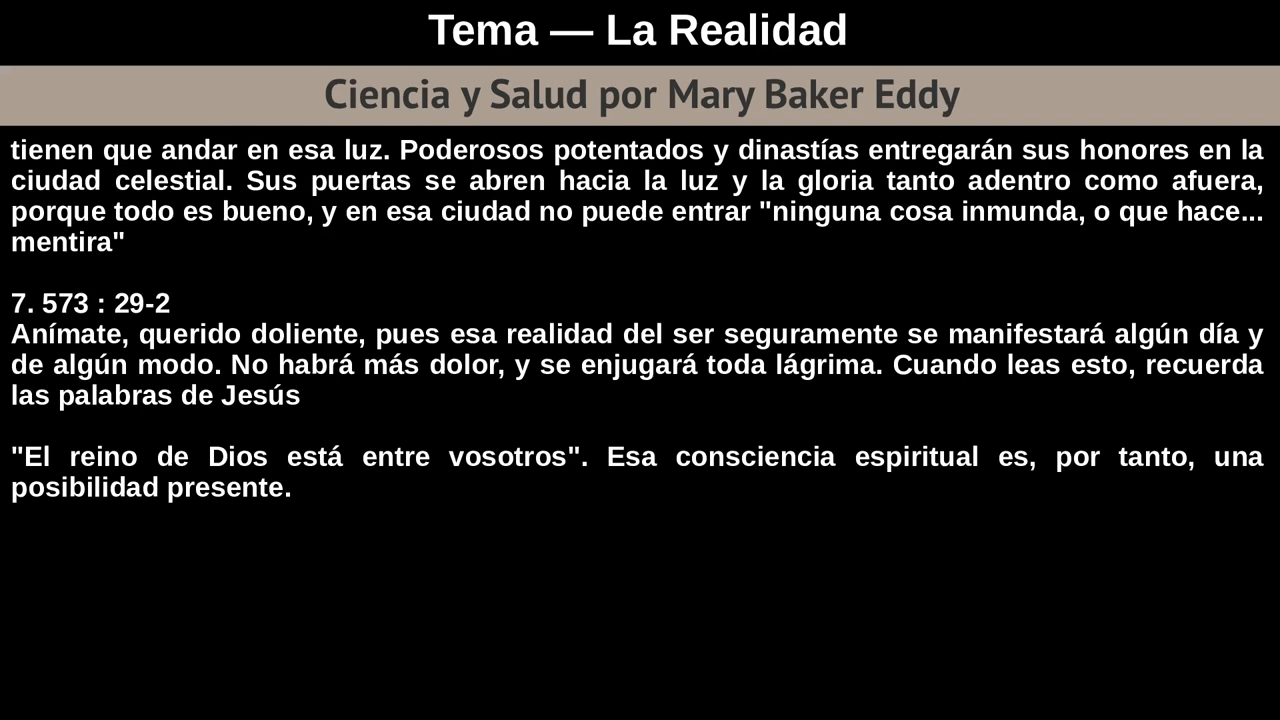 Tema — La Realidad
Ciencia y Salud por Mary Baker Eddy
tienen que andar en esa luz. Poderosos potentados y dinastías entregarán sus honores en la
ciudad celestial. Sus puertas se abren hacia la luz y la gloria tanto adentro como afuera,
porque todo es bueno, y en esa ciudad no puede entrar "ninguna cosa inmunda, o que hace...
mentira"
7. 573 : 29-2
Anímate, querido doliente, pues esa realidad del ser seguramente se manifestará algún día y
de algún modo. No habrá más dolor, y se enjugará toda lágrima. Cuando leas esto, recuerda
las palabras de Jesús
"El reino de Dios está entre vosotros". Esa consciencia espiritual es, por tanto, una
posibilidad presente.